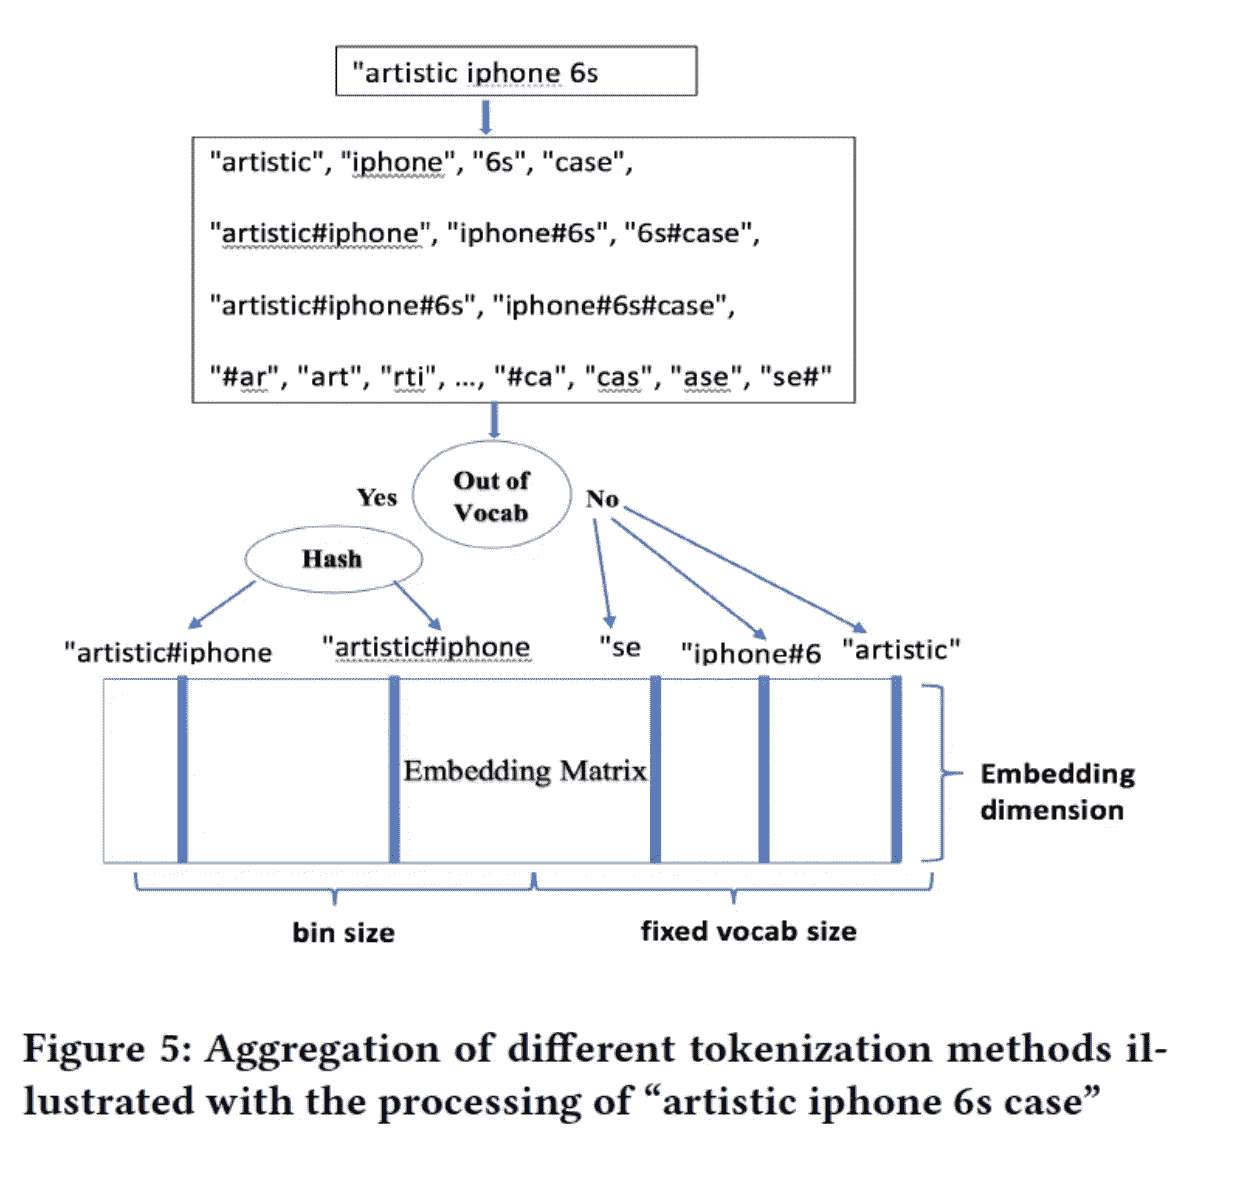 "artistic iphone 6s
"artistic", "iphone", "6s", "case",
"artistic#iphone", "iphone#6s", "6s#case",
"artistic#iphone#6s", "iphone#6s#case",
"#ar", "art", "rti", ..., "#ca", "cas", "ase", "se#"
Out of
Vocab
Yes
No
Hash
"artistic#iphone
"artistic#iphone
"se
"iphone#6
"artistic"
Embedding Matrix
Embedding
dimension
bin size
fixed vocab size
Figure 5: Aggregation of different tokenization methods il-
lustrated with the processing of “artistic iphone 6s case”